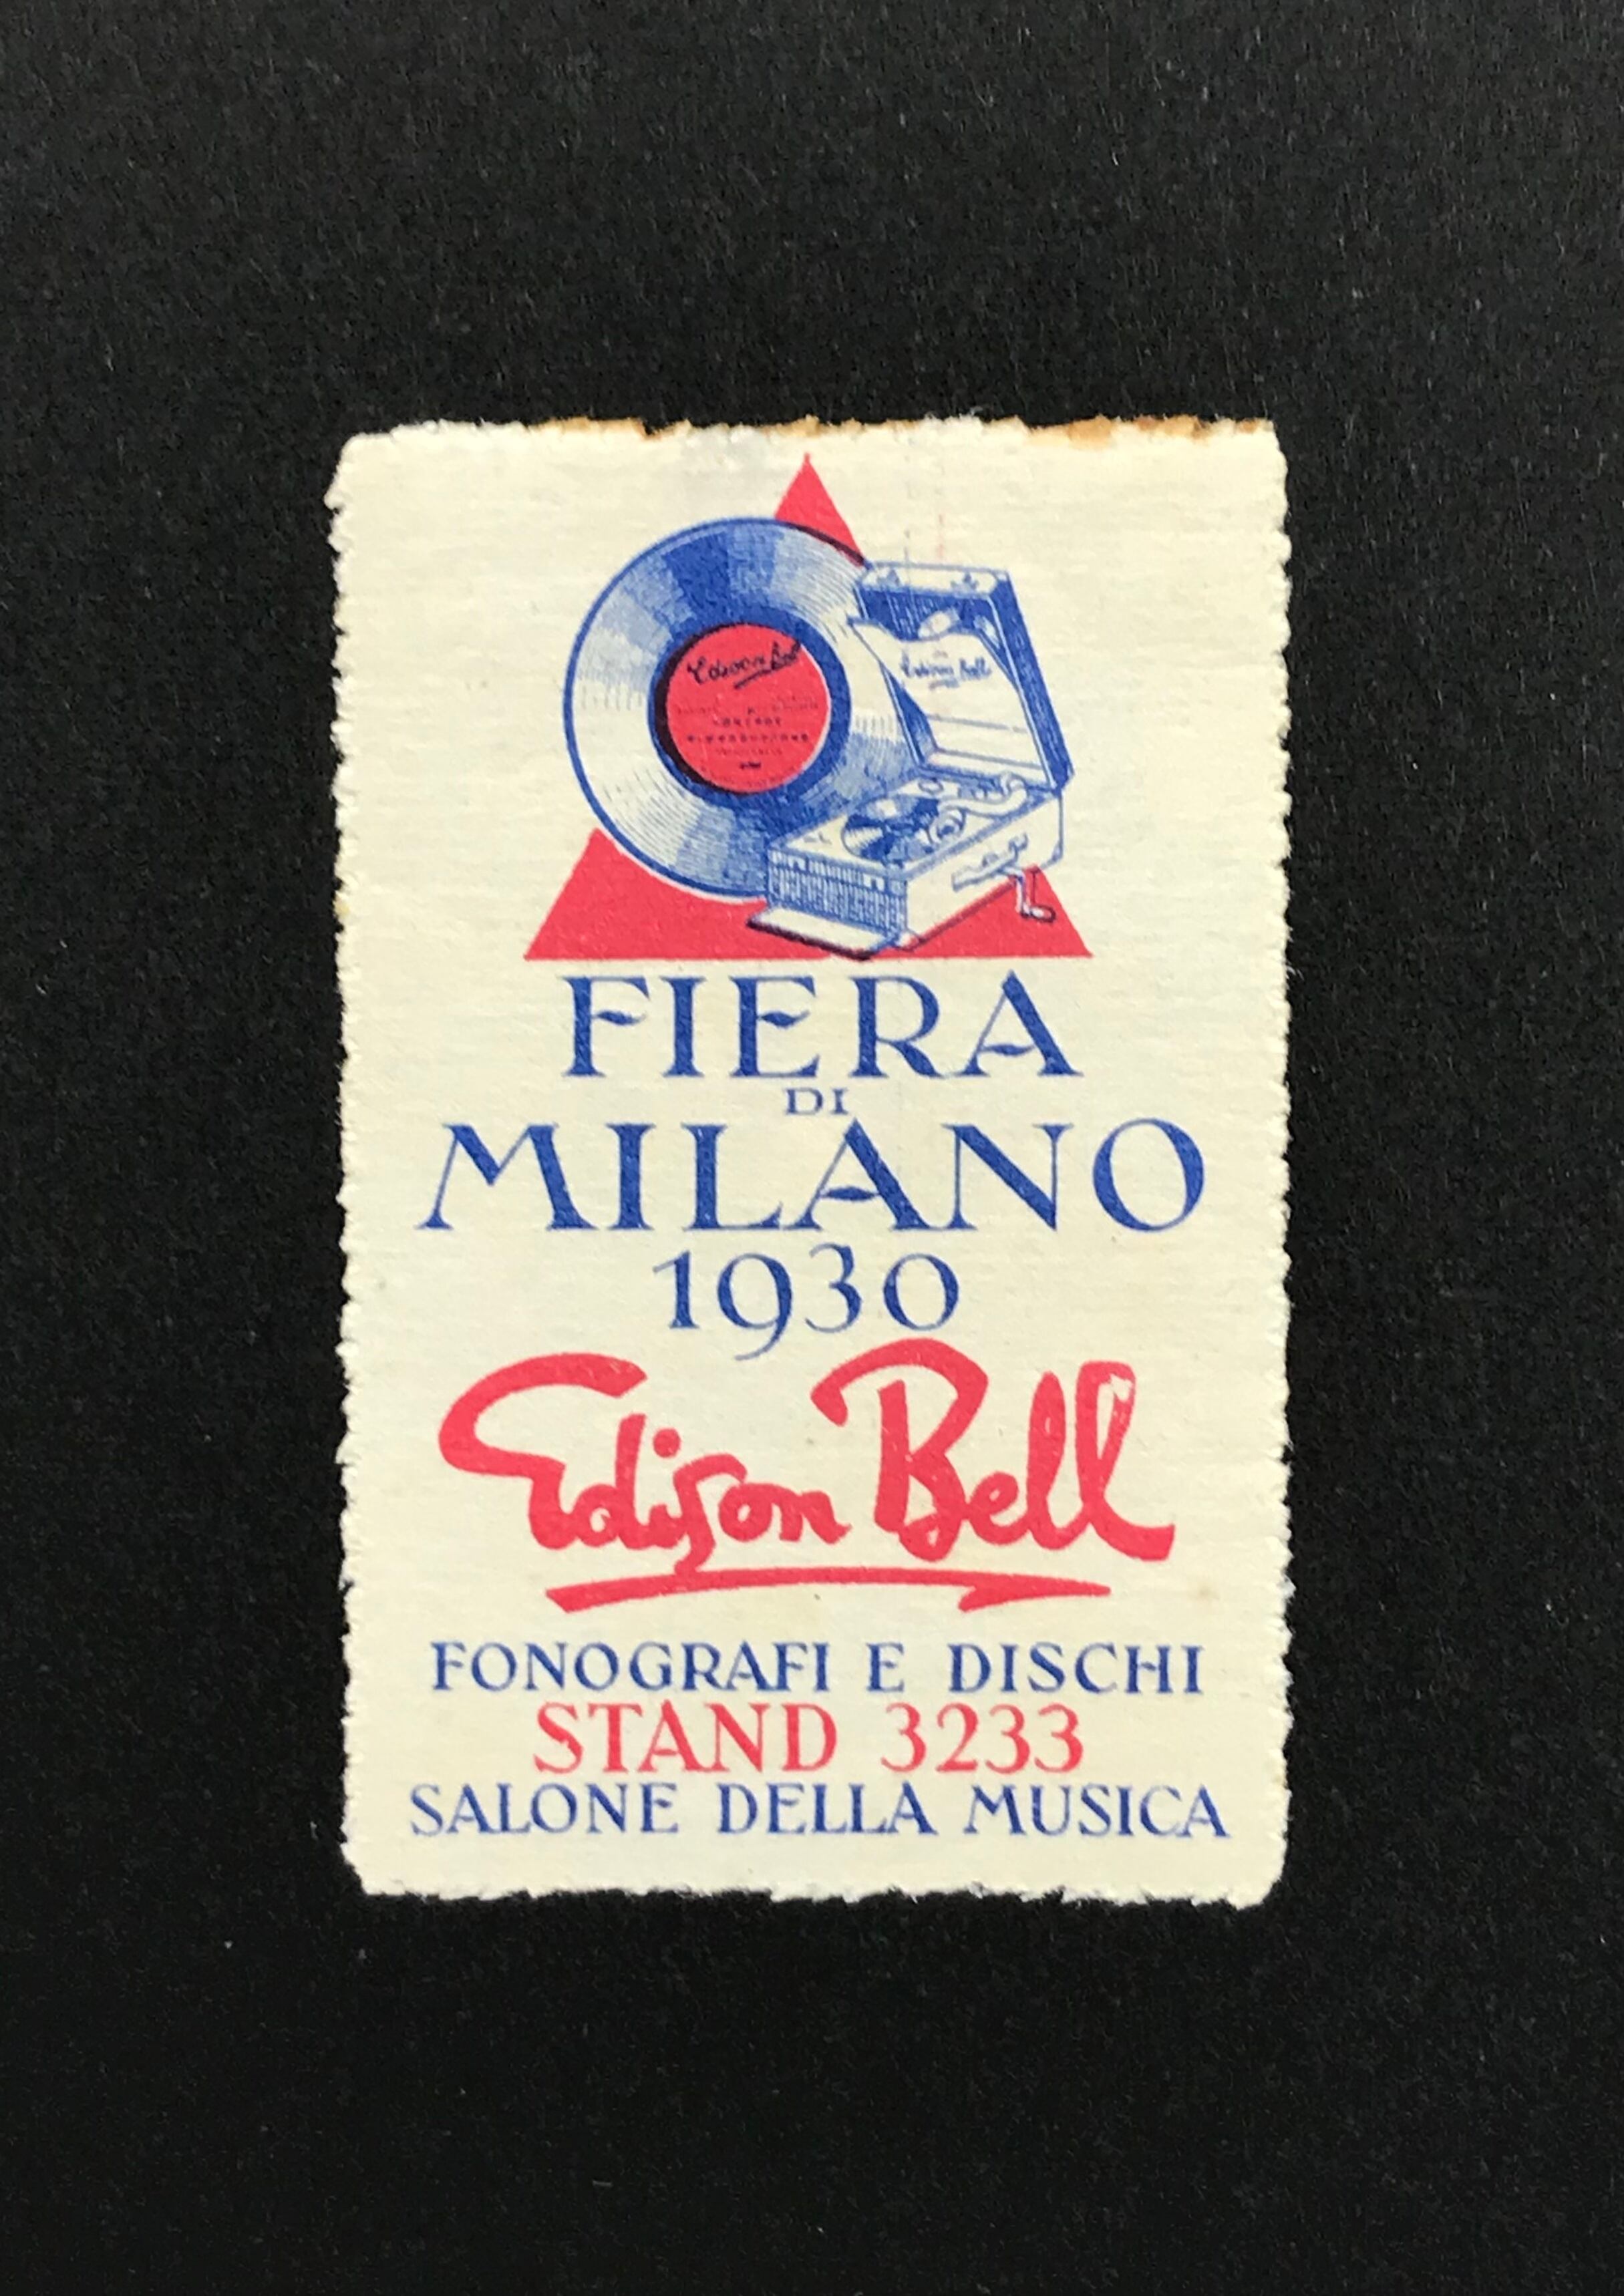 Edison Bell
Edison Bell
FIERA
DI
MILANO
1930
Edison Bell
FONOGRAFI E DISCHI
STAND 3233
SALONE DELLA MUSICA